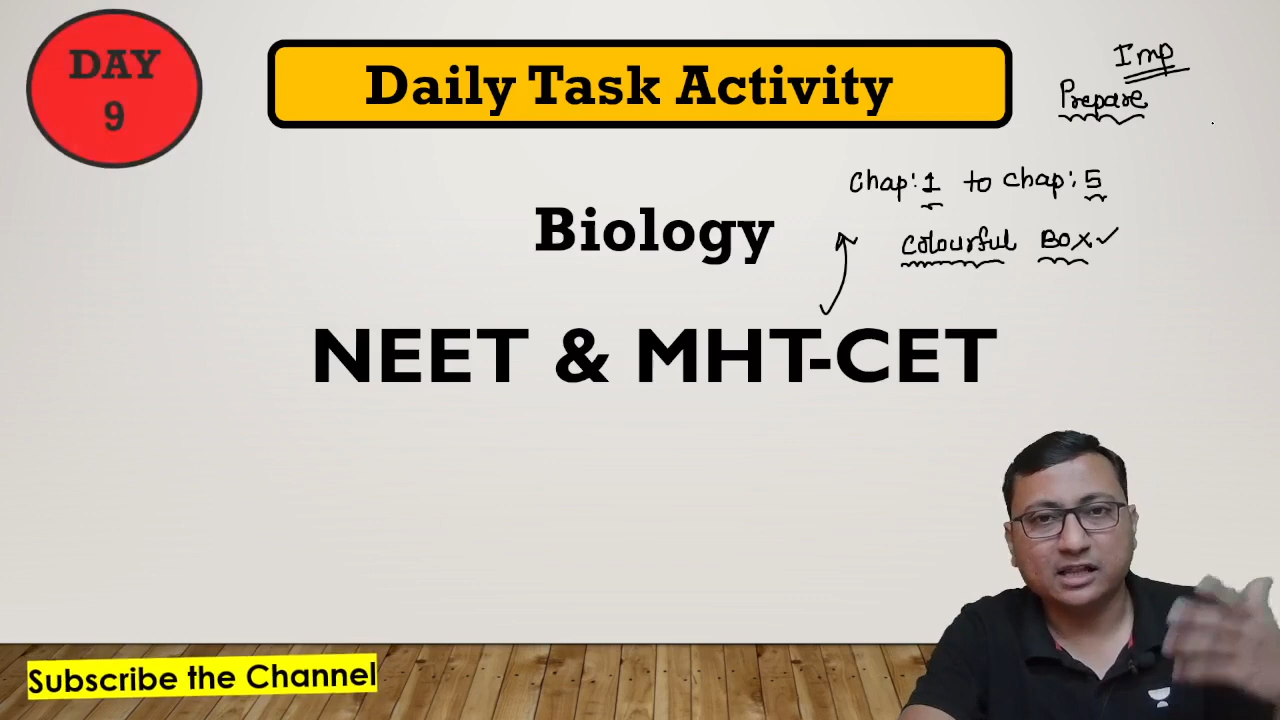 DAY
9
Daily Task Activity
Imp
Prepare
Chap: 1 to chap: 5
Biology
Colourful Box
NEET & MHT-CET
Subscribe the Channel